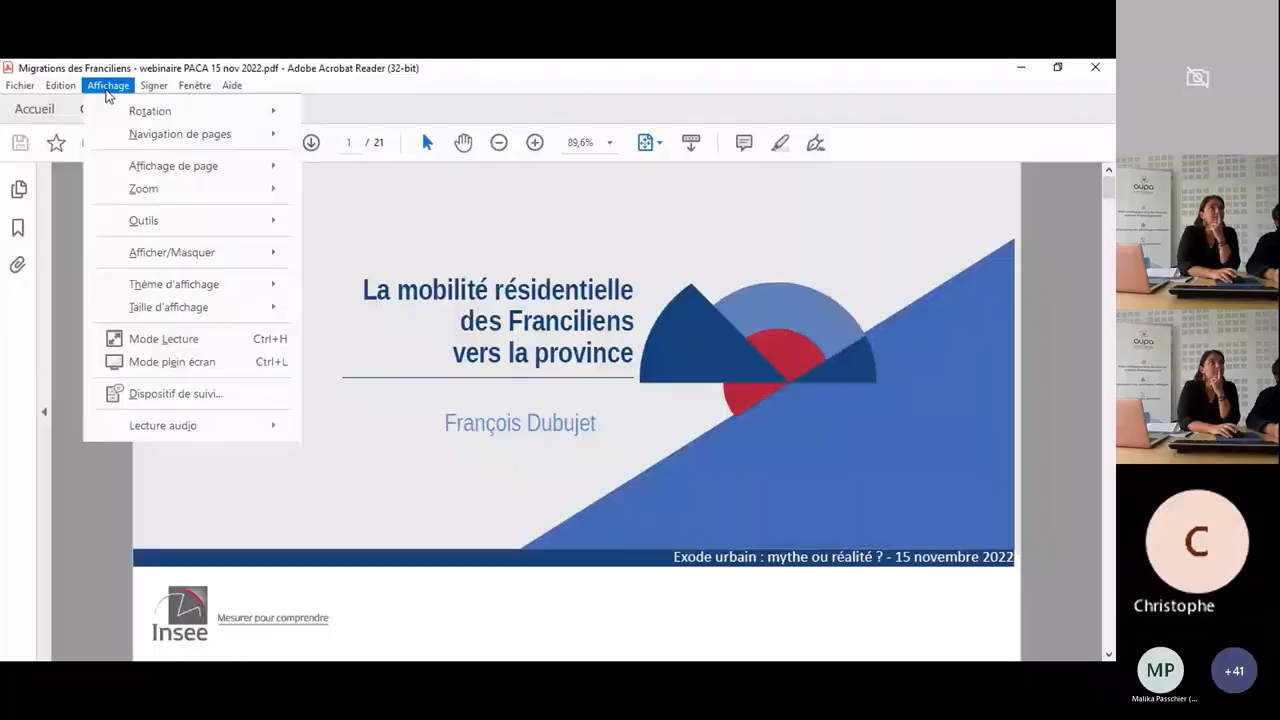 Migrations des Franciliens - webinaire PACA 15 nov 2022.pdf - Adobe Acrobat Reader (32-bit)
Fichier Edition Affichage Signer Fenêtre Aide
Accueil
1 / 21
89,6%
Rotation
Navigation de pages
Affichage de page
Zoom
Outils
Afficher/Masquer
Thème d'affichage
Taille d'affichage
Mode Lecture Ctrl+H
Mode plein écran Ctrl+L
Dispositif de suivi...
Lecture audio
La mobilité résidentielle
des Franciliens
vers la province
François Dubujet
Exode urbain : mythe ou réalité ? - 15 novembre 2022
Insee
Mesurer pour comprendre
aupa
aupa
C
Christophe
MP
+41
Malika Passchier (...